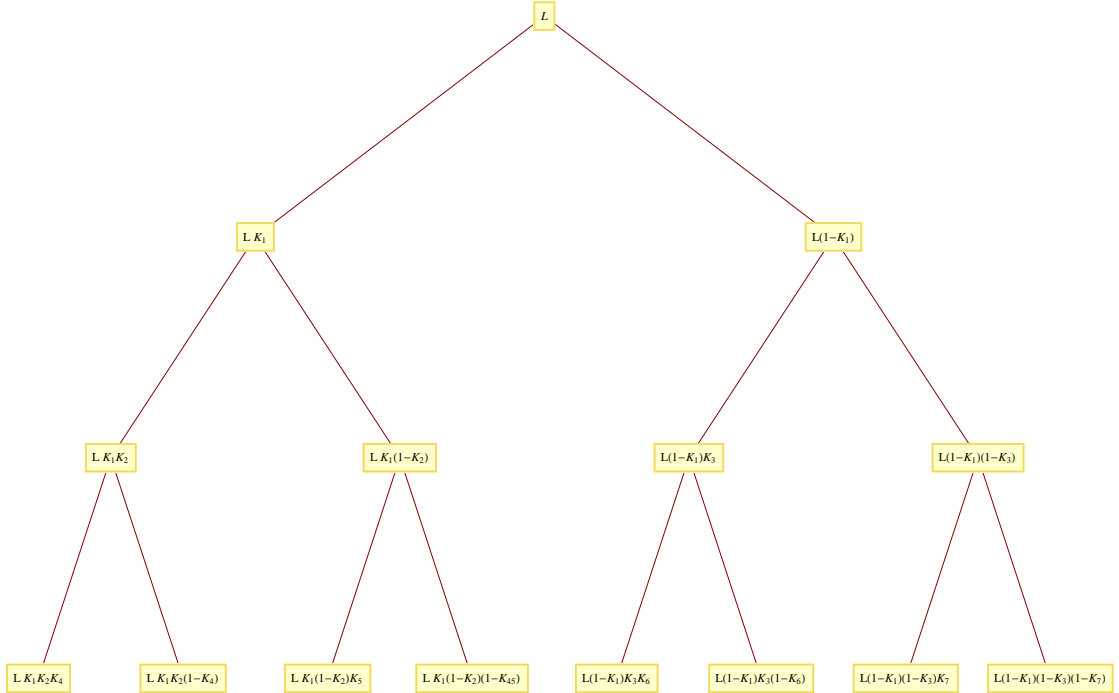 L
L K₁
L(1−K₁)
L K₁K₂
L K₁(1−K₂)
L(1−K₁)K₃
L(1−K₁)(1−K₃)
L K₁K₂K₄
L K₁K₂(1−K₄)
L K₁(1−K₂)K₅
L K₁(1−K₂)(1−K₄₅)
L(1−K₁)K₃K₆
L(1−K₁)K₃(1−K₆)
L(1−K₁)(1−K₃)K₇
L(1−K₁)(1−K₃)(1−K₇)